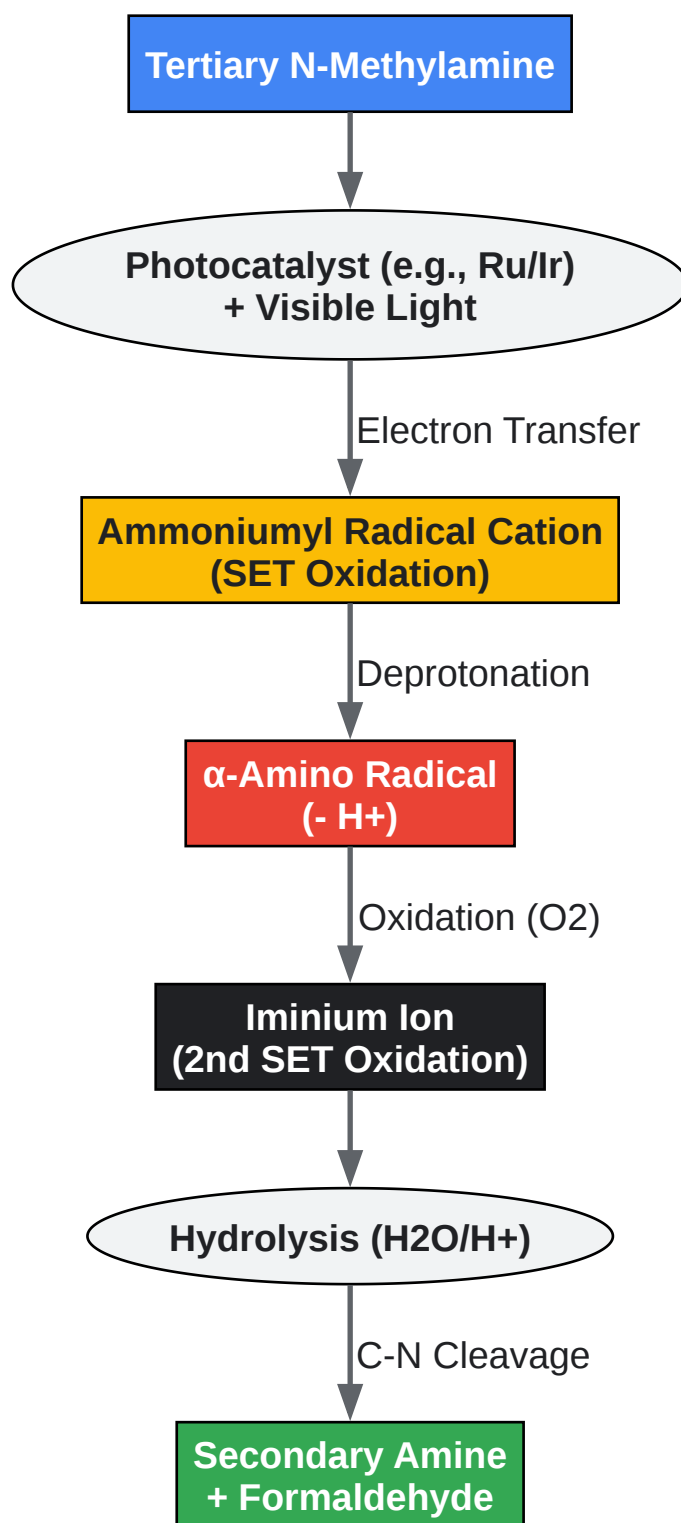 Tertiary N-Methylamine
Photocatalyst (e.g., Ru/Ir)
+ Visible Light
Electron Transfer
Ammoniumyl Radical Cation
(SET Oxidation)
Deprotonation
α-Amino Radical
(- H+)
Oxidation (O2)
Iminium Ion
(2nd SET Oxidation)
Hydrolysis (H2O/H+)
C-N Cleavage
Secondary Amine
+ Formaldehyde